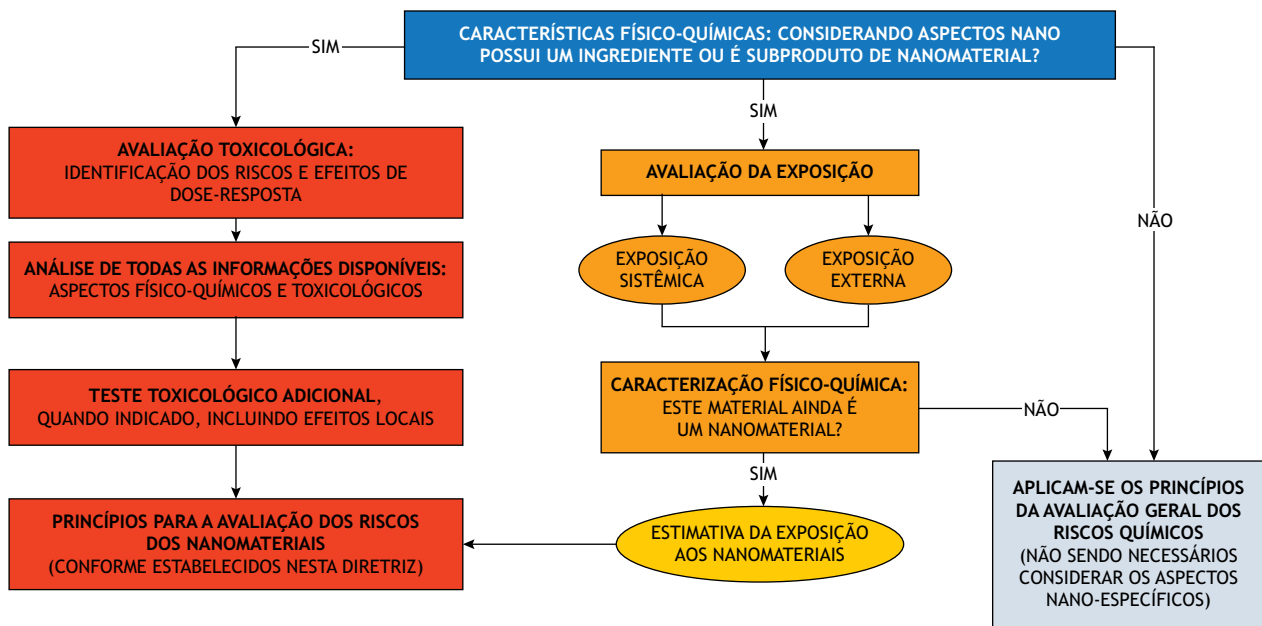 CARACTERÍSTICAS FÍSICO-QUÍMICAS: CONSIDERANDO ASPECTOS NANO
POSSUI UM INGREDIENTE OU É SUBPRODUTO DE NANOMATERIAL?
SIM
SIM
NÃO
AVALIAÇÃO TOXICOLÓGICA:
IDENTIFICAÇÃO DOS RISCOS E EFEITOS DE
DOSE-RESPOSTA
ANÁLISE DE TODAS AS INFORMAÇÕES DISPONÍVEIS:
ASPECTOS FÍSICO-QUÍMICOS E TOXICOLÓGICOS
TESTE TOXICOLÓGICO ADICIONAL,
QUANDO INDICADO, INCLUINDO EFEITOS LOCAIS
PRINCÍPIOS PARA A AVALIAÇÃO DOS RISCOS
DOS NANOMATERIAIS
(CONFORME ESTABELECIDOS NESTA DIRETRIZ)
AVALIAÇÃO DA EXPOSIÇÃO
EXPOSIÇÃO
SISTÊMICA
EXPOSIÇÃO
EXTERNA
CARACTERIZAÇÃO FÍSICO-QUÍMICA:
ESTE MATERIAL AINDA É
UM NANOMATERIAL?
NÃO
SIM
ESTIMATIVA DA EXPOSIÇÃO
AOS NANOMATERIAIS
APLICAM-SE OS PRINCÍPIOS
DA AVALIAÇÃO GERAL DOS
RISCOS QUÍMICOS
(NÃO SENDO NECESSÁRIOS
CONSIDERAR OS ASPECTOS
NANO-ESPECÍFICOS)